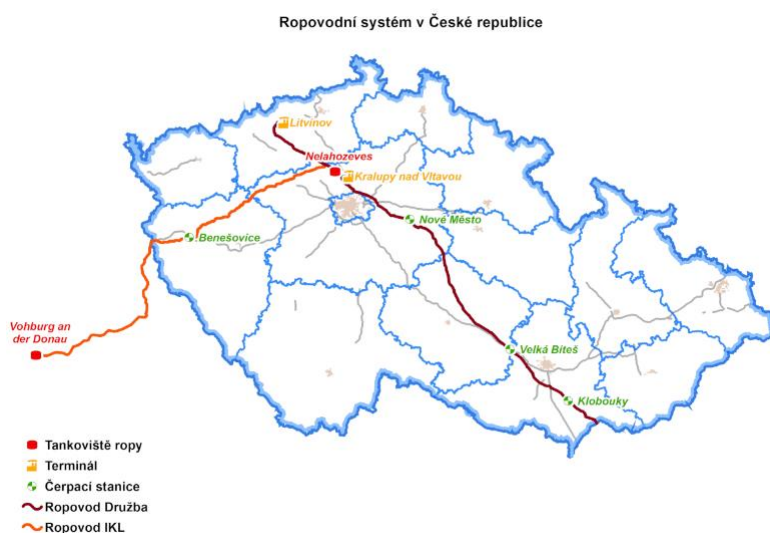 Ropovodní systém v České republice
Litvínov
Nelahozeves
Kralupy nad Vltavou
Nové Město
Benešovice
Vohburg an
der Donau
Velká Bíteš
Klobouky
Tankoviště ropy
Terminál
Čerpací stanice
Ropovod Družba
Ropovod IKL